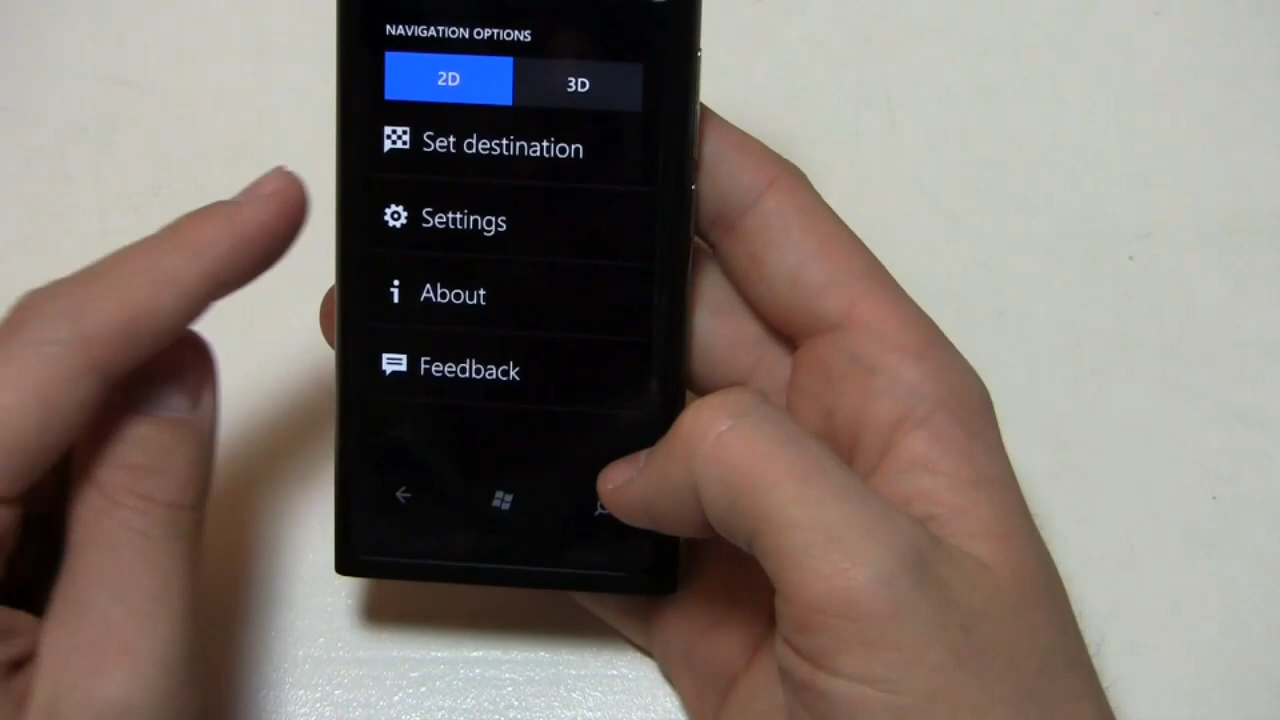 NAVIGATION OPTIONS
2D 3D
Set destination
Settings
About
Feedback